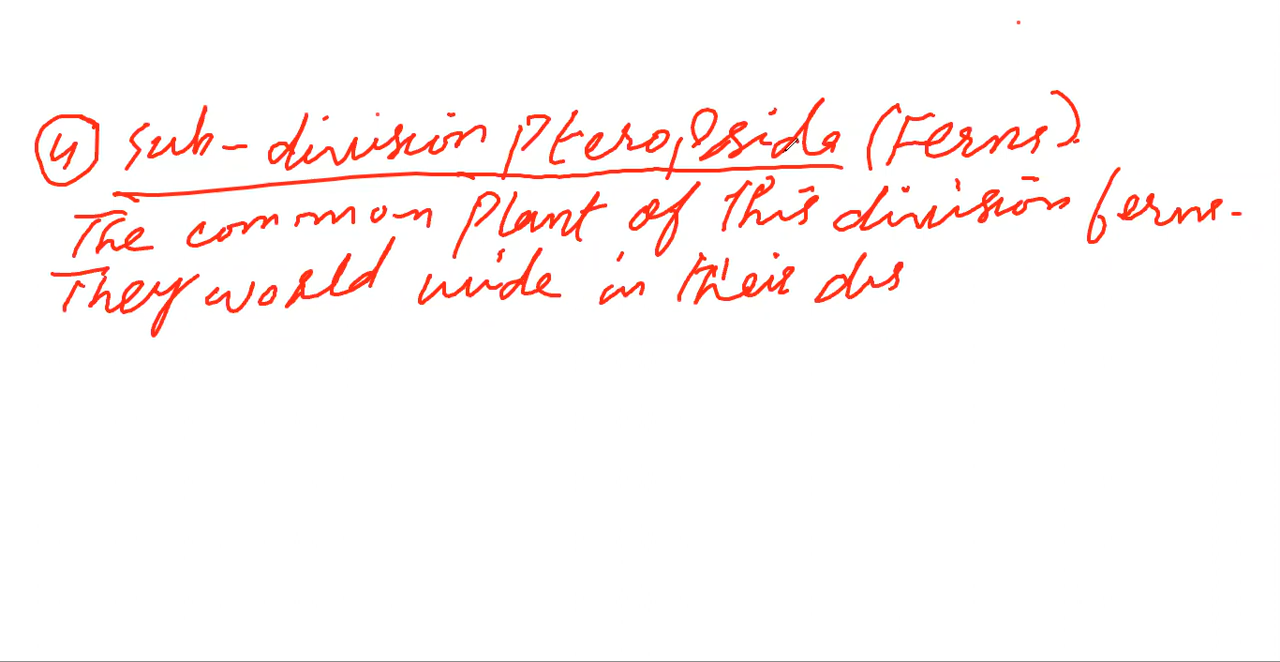 ④ Sub-division Pteropsida (Ferns).
The common plant of this division ferns.
They world wide in their dis